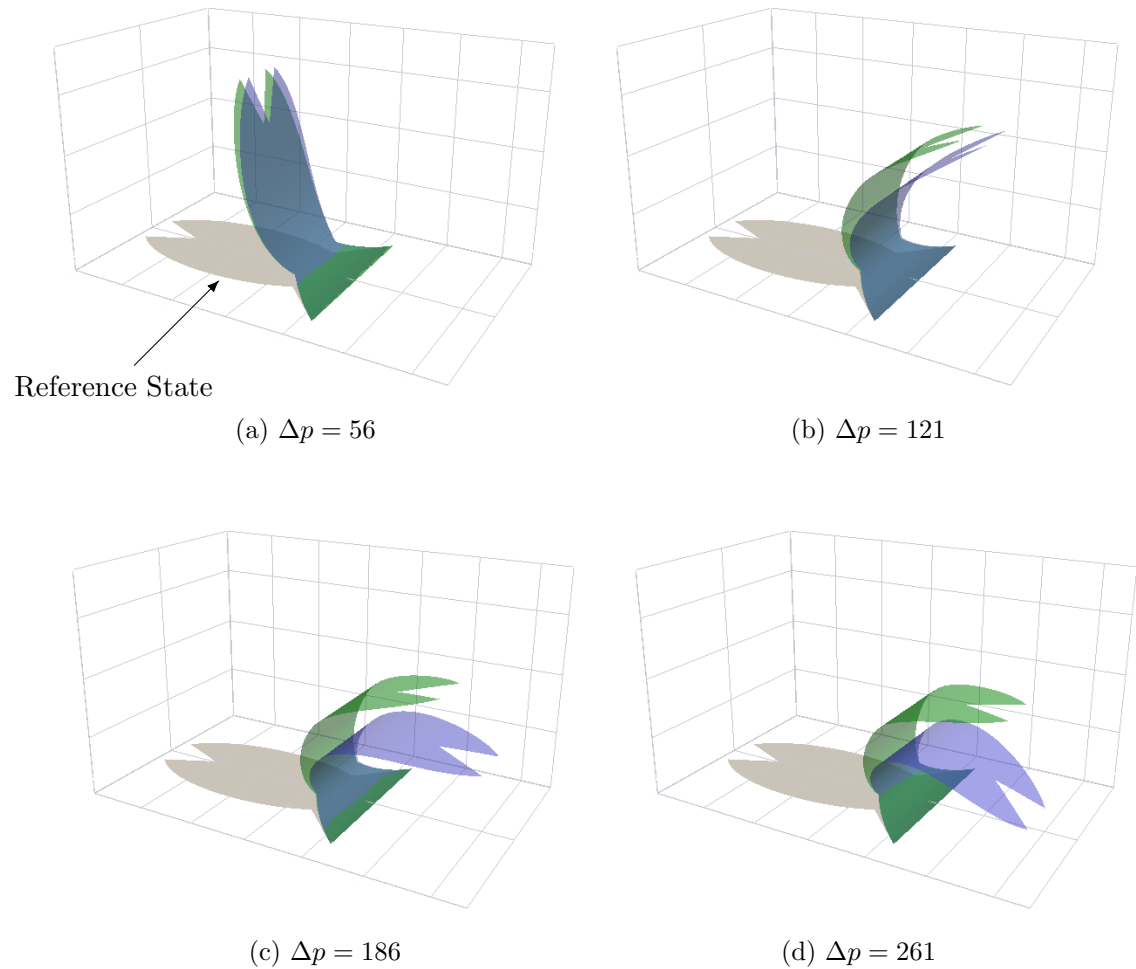 Reference State
(a) Δp = 56
(b) Δp = 121
(c) Δp = 186
(d) Δp = 261